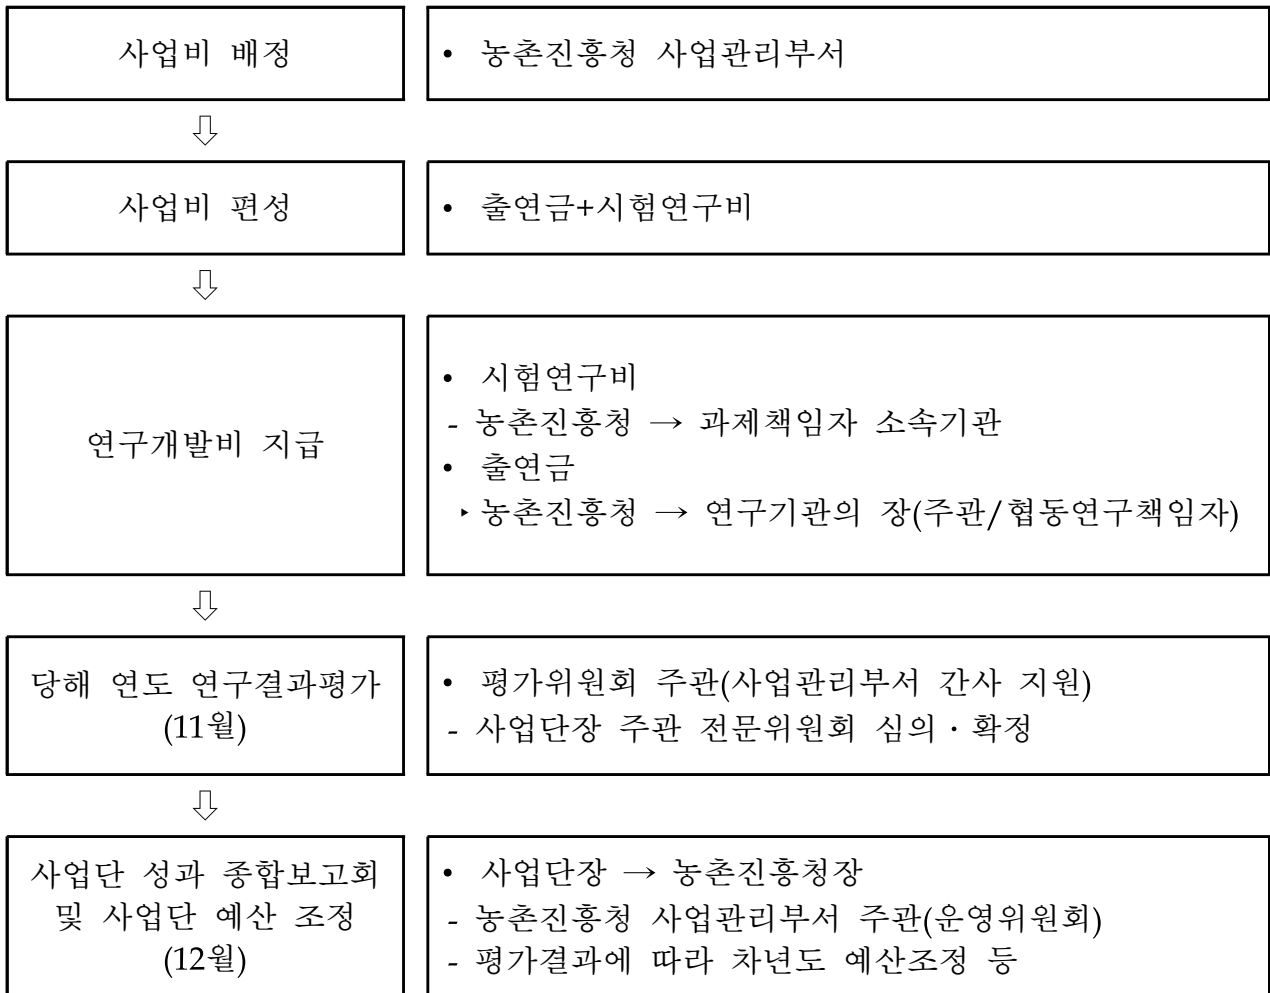 사업비 배정
• 농촌진흥청 사업관리부서
⇩
사업비 편성
• 출연금+시험연구비
⇩
연구개발비 지급
• 시험연구비
- 농촌진흥청 → 과제책임자 소속기관
• 출연금
‣ 농촌진흥청 → 연구기관의 장(주관/협동연구책임자)
⇩
당해 연도 연구결과평가
(11월)
• 평가위원회 주관(사업관리부서 간사 지원)
- 사업단장 주관 전문위원회 심의・확정
⇩
사업단 성과 종합보고회
및 사업단 예산 조정
(12월)
• 사업단장 → 농촌진흥청장
- 농촌진흥청 사업관리부서 주관(운영위원회)
- 평가결과에 따라 차년도 예산조정 등